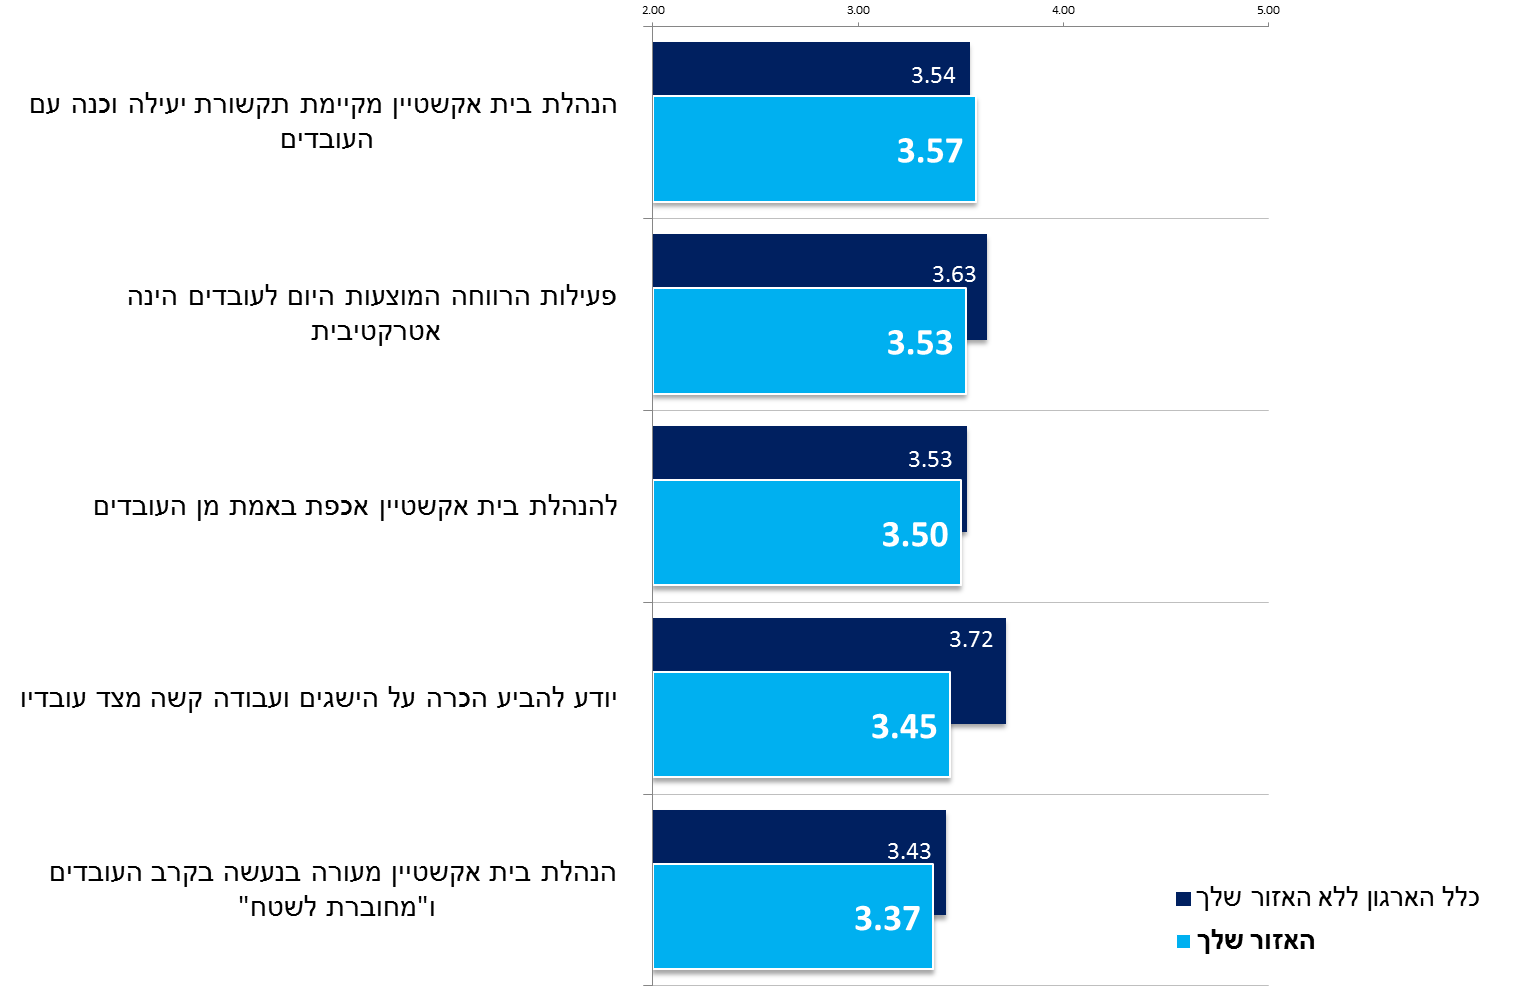 2.00 3.00 4.00 5.00
הנהלת בית אקשטיין מקיימת תקשורת יעילה וכנה עם
העובדים
3.54
3.57
פעילות הרווחה המוצעות היום לעובדים הינה
אטרקטיבית
3.63
3.53
להנהלת בית אקשטיין אכפת באמת מן העובדים
3.53
3.50
יודע להביע הכרה על הישגים ועבודה קשה מצד עובדיו
3.72
3.45
הנהלת בית אקשטיין מעורה בנעשה בקרב העובדים
ו"מחוברת לשטח"
3.43
3.37
כלל הארגון ללא האזור שלך
האזור שלך